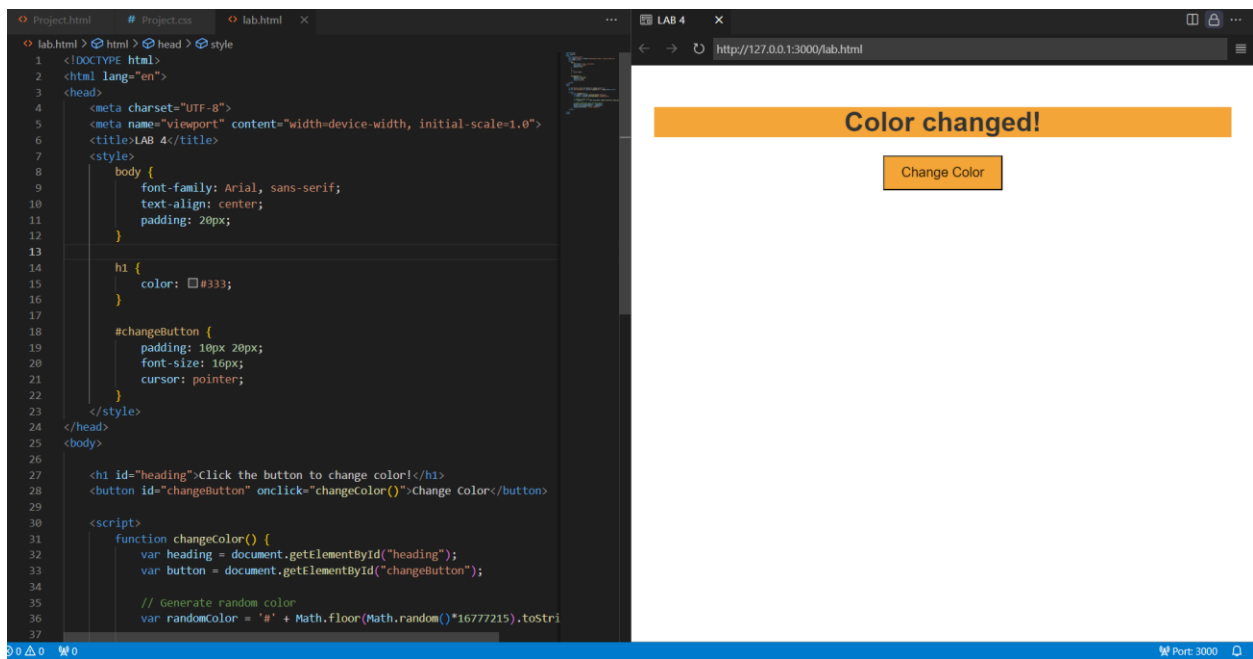 Project.html
Project.css
lab.html
lab.html > html > head > style
1 <!DOCTYPE html>
2 <html lang="en">
3 <head>
4 <meta charset="UTF-8">
5 <meta name="viewport" content="width=device-width, initial-scale=1.0">
6 <title>LAB 4</title>
7 <style>
8 body {
9 font-family: Arial, sans-serif;
10 text-align: center;
11 padding: 20px;
12 }
13
14 h1 {
15 color: #333;
16 }
17
18 #changeButton {
19 padding: 10px 20px;
20 font-size: 16px;
21 cursor: pointer;
22 }
23 </style>
24 </head>
25 <body>
26
27 <h1 id="heading">Click the button to change color!</h1>
28 <button id="changeButton" onclick="changeColor()">Change Color</button>
29
30 <script>
31 function changeColor() {
32 var heading = document.getElementById("heading");
33 var button = document.getElementById("changeButton");
34
35 // Generate random color
36 var randomColor = '#' + Math.floor(Math.random()*16777215).toStri
37
0 0 0
LAB 4
http://127.0.0.1:3000/lab.html
Color changed!
Change Color
Port: 3000